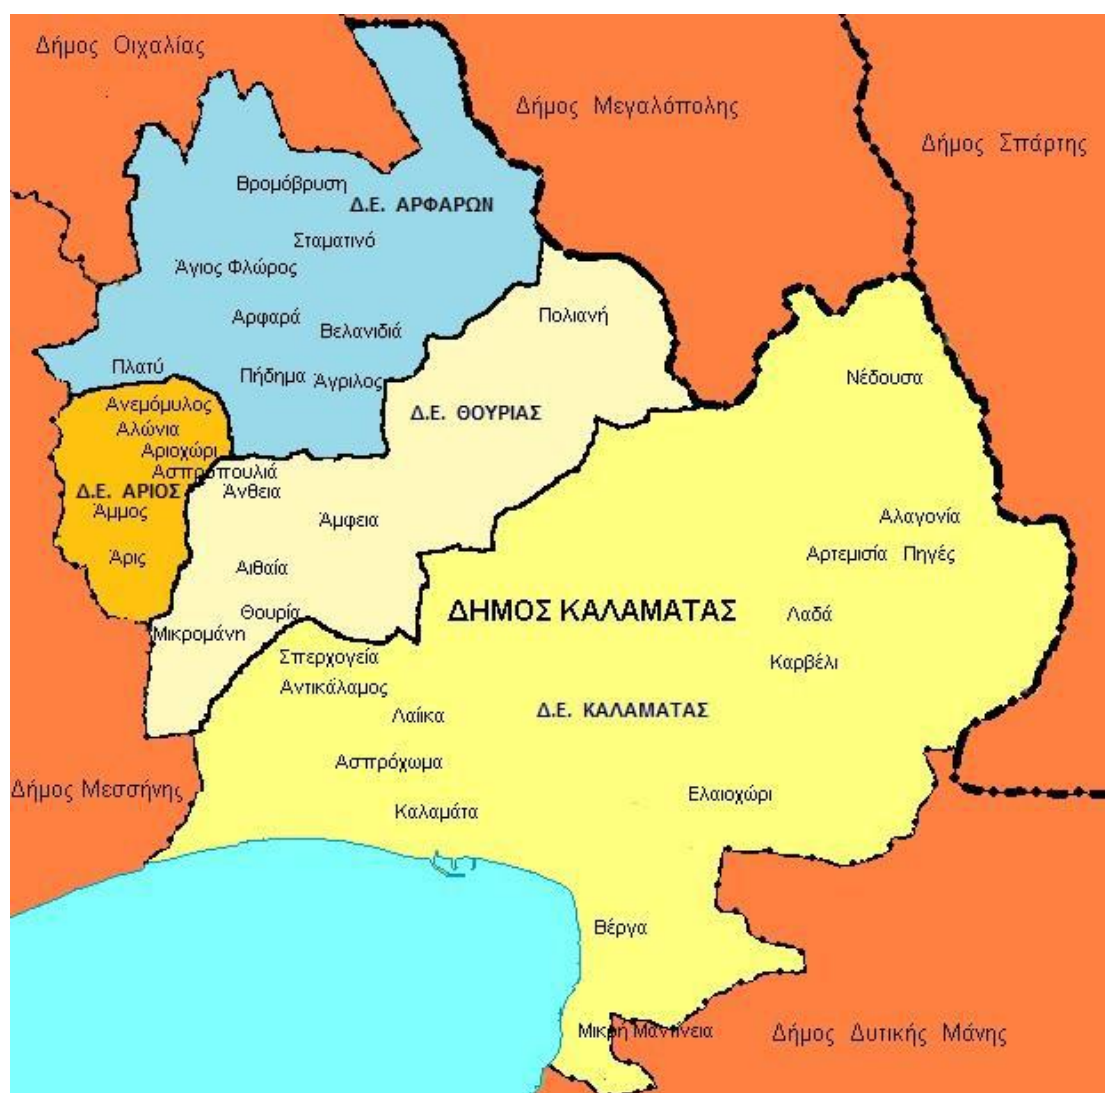 Δήμος Οιχαλίας
Δήμος Μεγαλόπολης
Δήμος Σπάρτης
Βρομόβρυση
Δ.Ε. ΑΡΦΑΡΩΝ
Σταματινό
Άγιος Φλώρος
Αρφαρά
Βελανιδιά
Πολιανή
Πλατύ
Πήδημα
Άγριλος
Νέδουσα
Ανεμόμυλος
Δ.Ε. ΘΟΥΡΙΑΣ
Αλώνια
Αριοχώρι
Ασπροπουλιά
Δ.Ε. ΑΡΙΟΣ
Άνθεια
Άμμος
Άμφεια
Αλαγονία
Άρις
Αιθαία
Αρτεμισία Πηγές
Θουρία
ΔΗΜΟΣ ΚΑΛΑΜΑΤΑΣ
Λαδά
Μικρομάνη
Σπερχογεία
Καρβέλι
Αντικάλαμος
Λαίικα
Δ.Ε. ΚΑΛΑΜΑΤΑΣ
Ασπρόχωμα
Δήμος Μεσσήνης
Ελαιοχώρι
Καλαμάτα
Βέργα
Μικρή Μαντίνεια
Δήμος Δυτικής Μάνης